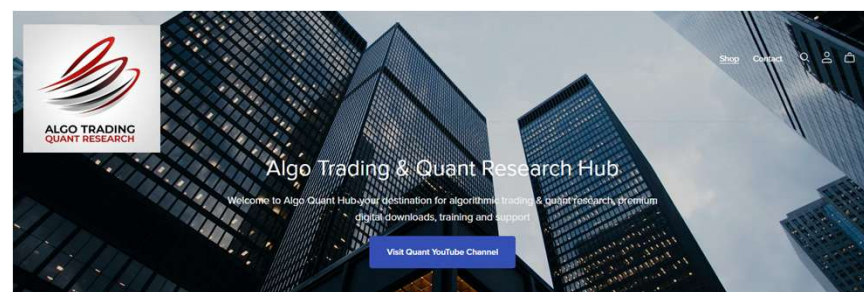 Shop Contact
ALGO TRADING
QUANT RESEARCH
Algo Trading & Quant Research Hub
Welcome to Algo Quant Hub-your destination for algorithmic trading & quant research, premium
digital downloads, training and support
Visit Quant YouTube Channel